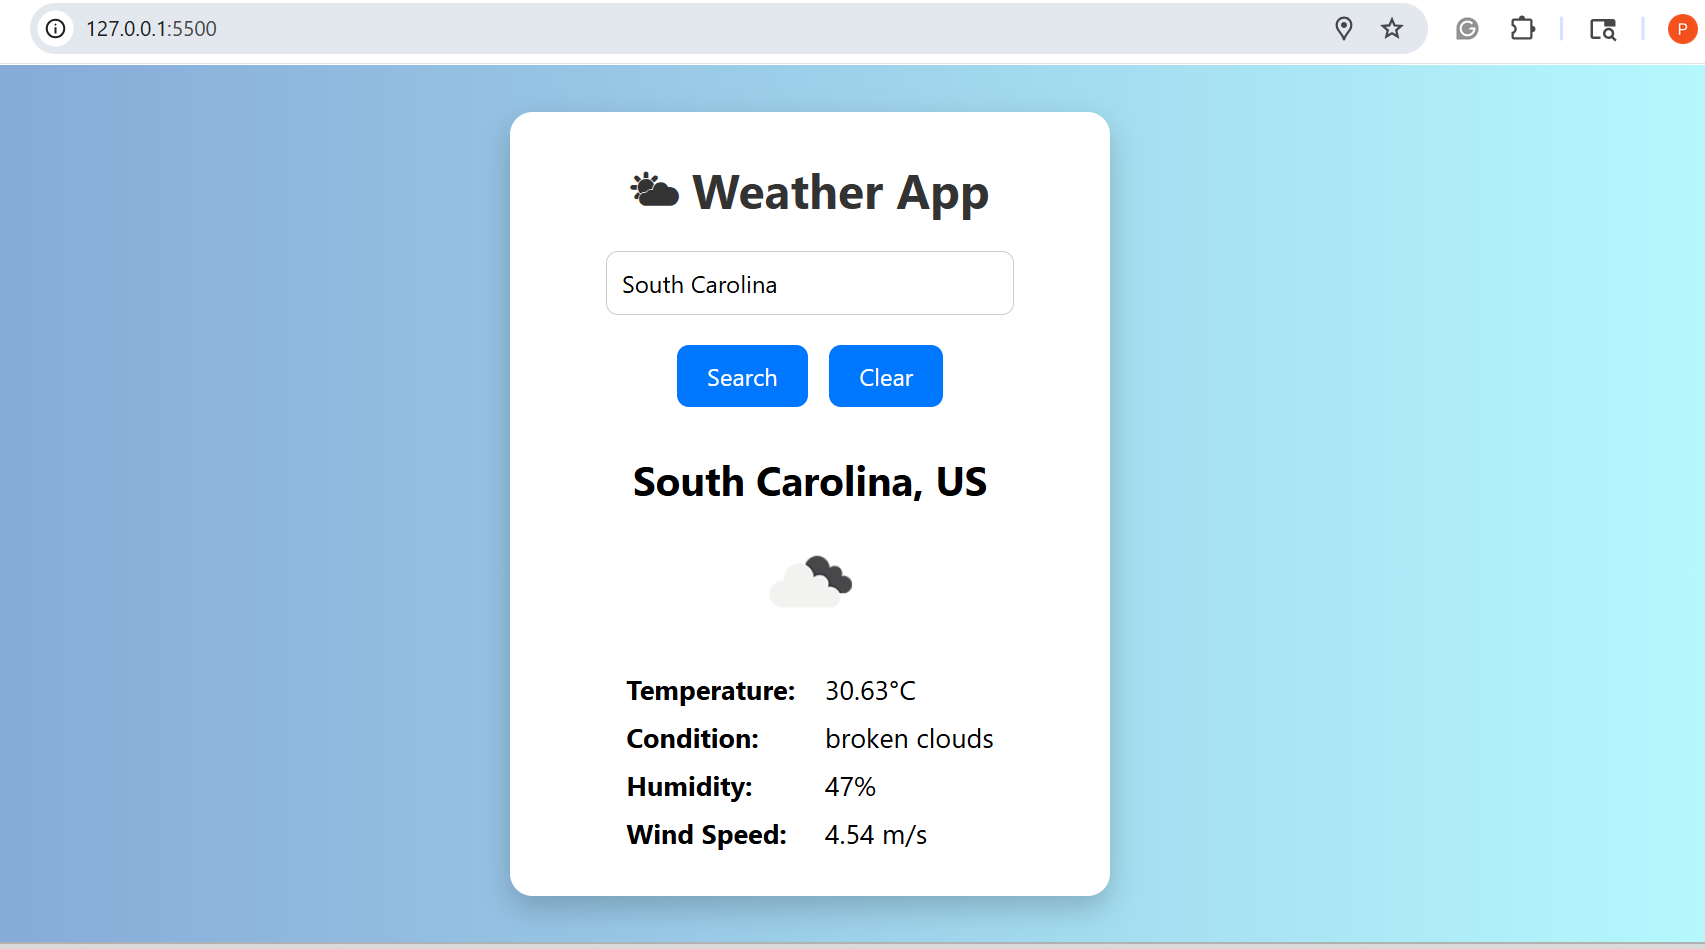 127.0.0.1:5500
P
Weather App
South Carolina
Search Clear
South Carolina, US
Temperature: 30.63°C
Condition: broken clouds
Humidity: 47%
Wind Speed: 4.54 m/s